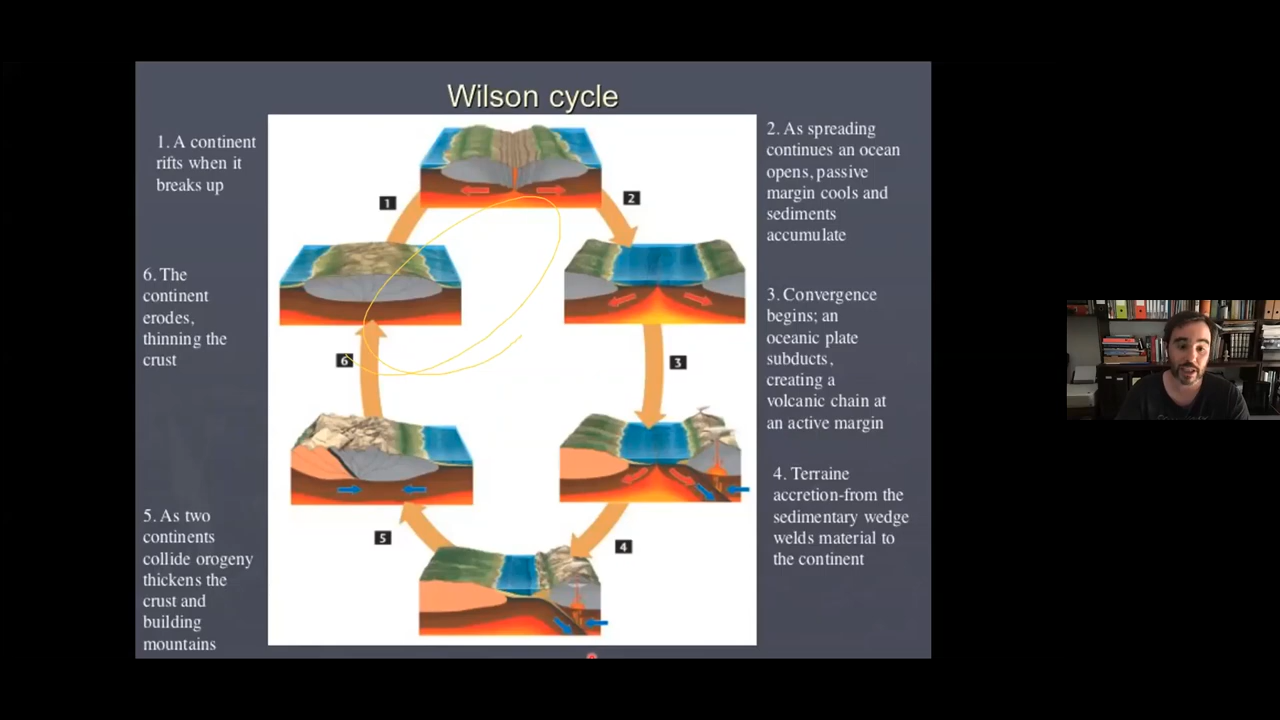 Wilson cycle
1. A continent
rifts when it
breaks up
2. As spreading
continues an ocean
opens, passive
margin cools and
sediments
accumulate
1
2
6. The
continent
erodes,
thinning the
crust
3. Convergence
begins; an
oceanic plate
subducts,
creating a
volcanic chain at
an active margin
6
3
4. Terraine
accretion-from the
sedimentary wedge
welds material to
the continent
5. As two
continents
collide orogeny
thickens the
crust and
building
mountains
5
4